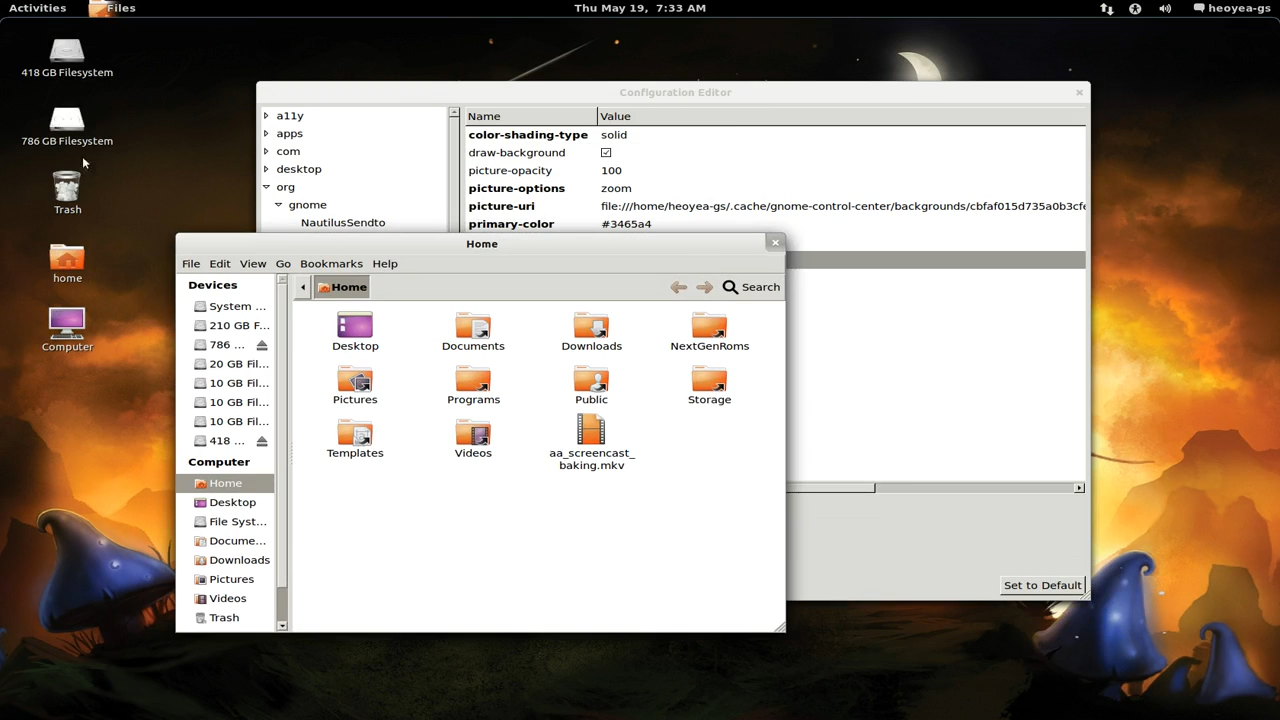 Activities
Files
Thu May 19, 7:33 AM
heoyea-gs
418 GB Filesystem
786 GB Filesystem
Trash
home
Computer
Configuration Editor
a11y
apps
com
desktop
org
gnome
NautilusSendto
Name Value
color-shading-type solid
draw-background
picture-opacity 100
picture-options zoom
picture-uri file:///home/heoyea-gs/.cache/gnome-control-center/backgrounds/cbfaf015d735a0b3cfe
primary-color #3465a4
Set to Default
Home
File Edit View Go Bookmarks Help
Home
Search
Devices
System ...
210 GB F...
786 ...
20 GB Fil...
10 GB Fil...
10 GB Fil...
10 GB Fil...
418 ...
Computer
Home
Desktop
File Syst...
Docume...
Downloads
Pictures
Videos
Trash
Desktop
Documents
Downloads
NextGenRoms
Pictures
Programs
Public
Storage
Templates
Videos
aa_screencast_
baking.mkv